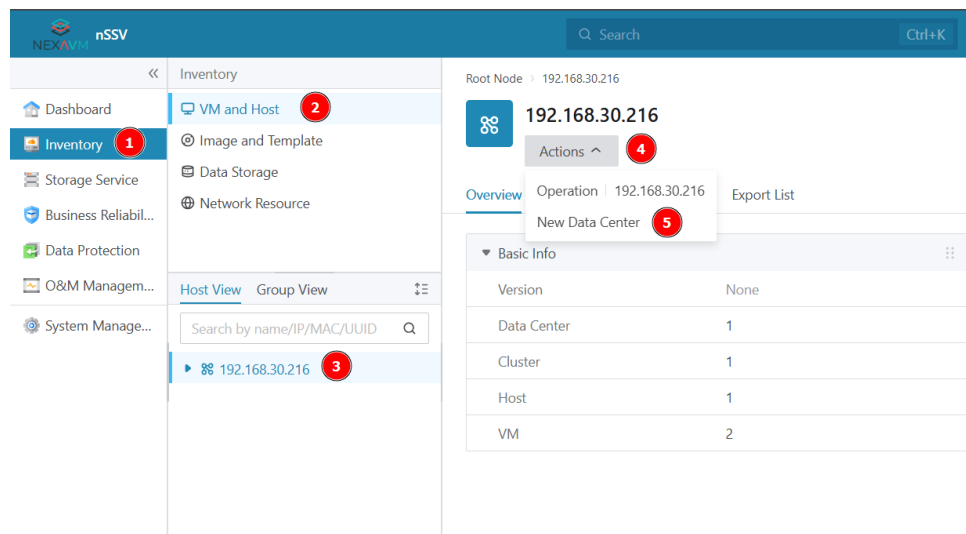 NEXAVM nSSV
Search Ctrl+K
Dashboard
Inventory 1
Storage Service
Business Reliabil...
Data Protection
O&M Managem...
System Manage...
Inventory
VM and Host 2
Image and Template
Data Storage
Network Resource
Host View Group View
Search by name/IP/MAC/UUID
192.168.30.216 3
Root Node 192.168.30.216
192.168.30.216
Actions 4
Operation 192.168.30.216
New Data Center 5
Overview Export List
Basic Info
Version None
Data Center 1
Cluster 1
Host 1
VM 2